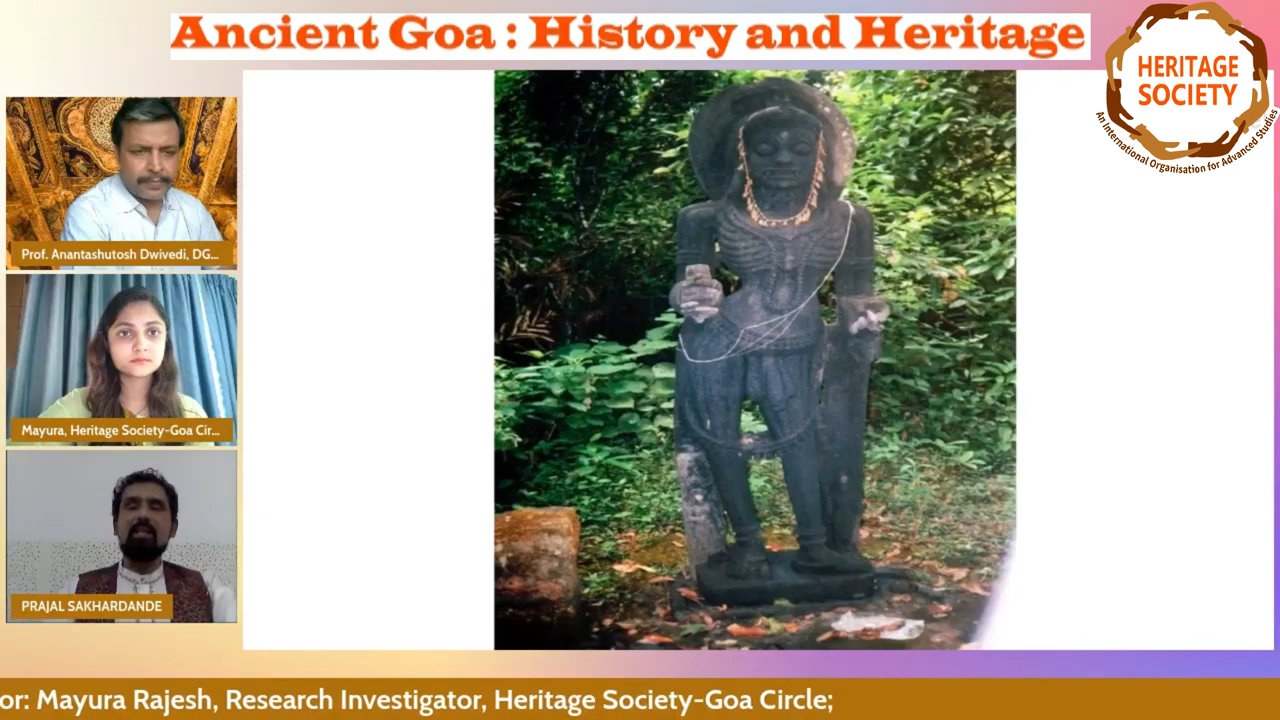 Ancient Goa : History and Heritage
HERITAGE
SOCIETY
An International Organisation for Advanced Studies
Prof. Anantashutosh Dwivedi, DG...
Mayura, Heritage Society-Goa Cir...
PRAJAL SAKHARDANDE
or: Mayura Rajesh, Research Investigator, Heritage Society-Goa Circle;